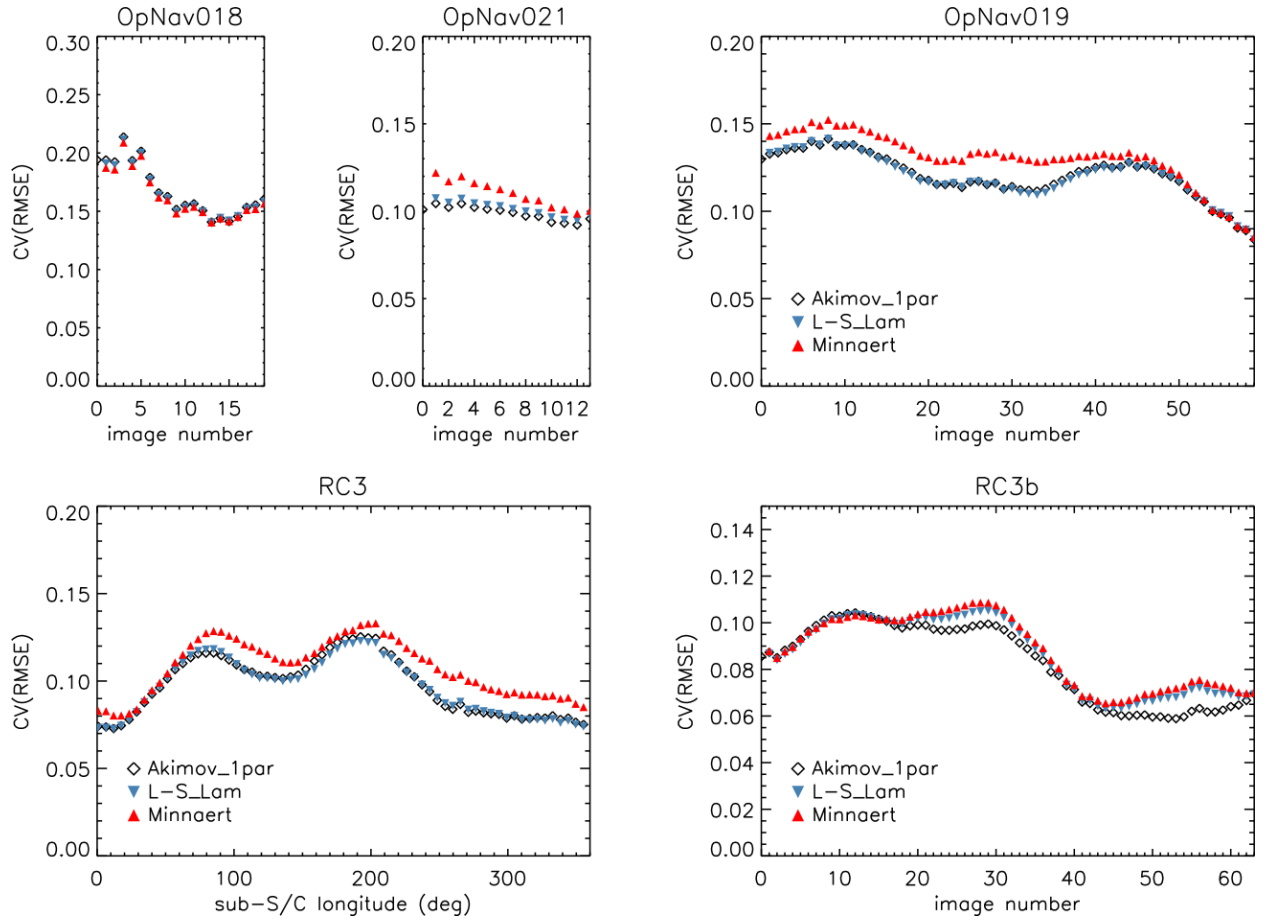 OpNav018
OpNav021
OpNav019
CV(RMSE)
0.30
0.25
0.20
0.15
0.10
0.05
0.00
0 5 10 15
image number
CV(RMSE)
0.20
0.15
0.10
0.05
0.00
0 2 4 6 8 10 12
image number
CV(RMSE)
0.20
0.15
0.10
0.05
0.00
Akimov_1par
L-S_Lam
Minnaert
0 10 20 30 40 50
image number
RC3
CV(RMSE)
0.20
0.15
0.10
0.05
0.00
Akimov_1par
L-S_Lam
Minnaert
0 100 200 300
sub-S/C longitude (deg)
RC3b
CV(RMSE)
0.14
0.12
0.10
0.08
0.06
0.04
0.02
0.00
Akimov_1par
L-S_Lam
Minnaert
0 10 20 30 40 50 60
image number